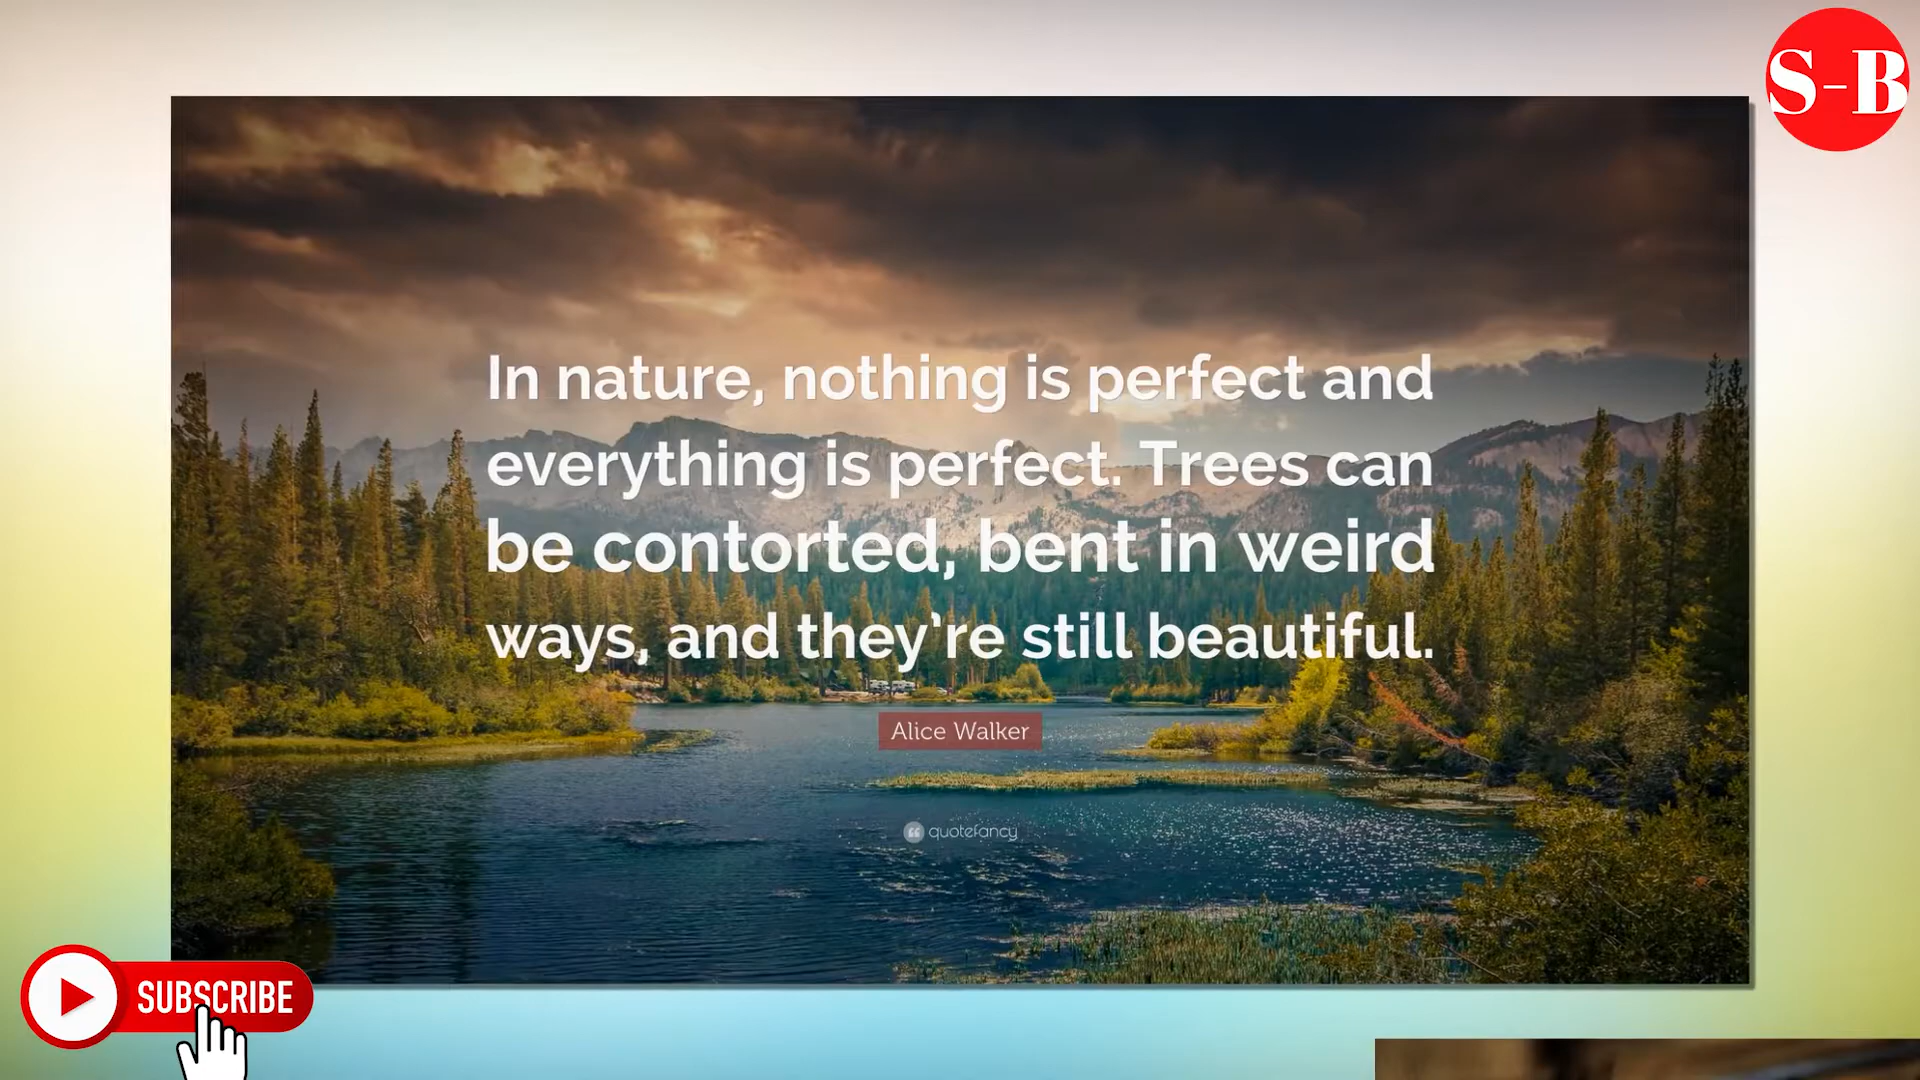 S-B
In nature, nothing is perfect and
everything is perfect. Trees can
be contorted, bent in weird
ways, and they're still beautiful.
Alice Walker
quotefancy
SUBSCRIBE